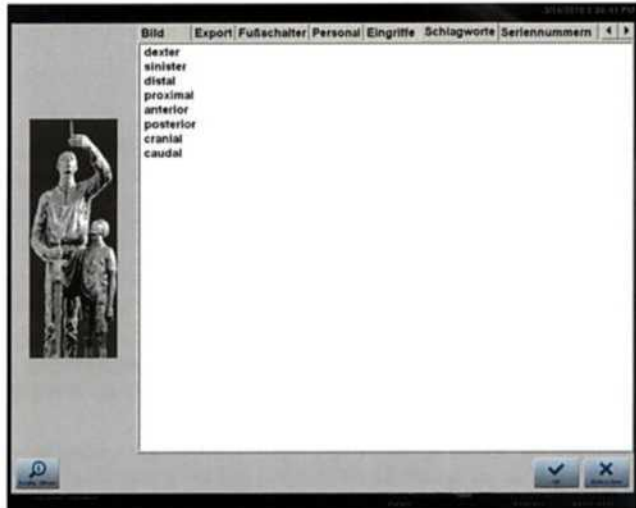 Bild Export Fußschalter Personal Eingriffe Schlagworte Seriennummern
dexter
sinister
distal
proximal
anterior
posterior
cranial
caudal